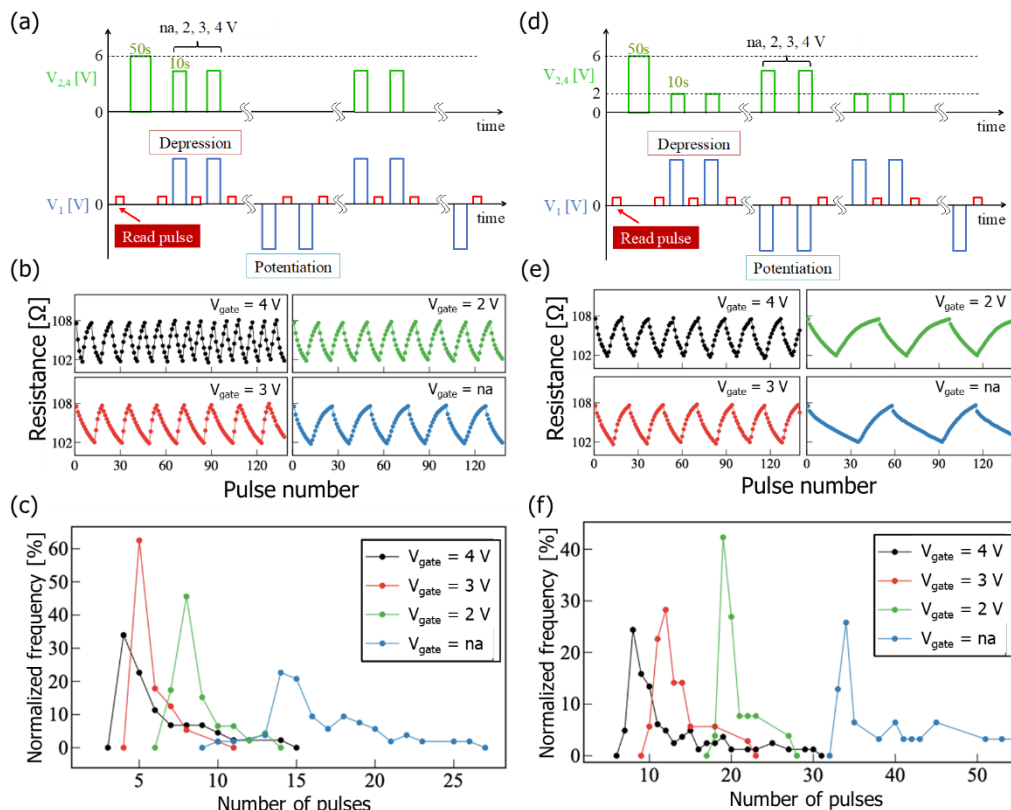 (a)
na, 2, 3, 4 V
50s
6
10s
V2,4 [V]
0
time
Depression
V1 [V]
0
time
Read pulse
Potentiation
(b)
Resistance [Ω]
Vgate = 4 V
Vgate = 2 V
108
102
Vgate = 3 V
Vgate = na
108
102
0 30 60 90 120 0 30 60 90 120
Pulse number
(c)
Normalized frequency [%]
60
50
40
30
20
10
0
Vgate = 4 V
Vgate = 3 V
Vgate = 2 V
Vgate = na
5 10 15 20 25
Number of pulses
(d)
50s
na, 2, 3, 4 V
6
10s
V2,4 [V]
2
0
time
Depression
V1 [V]
0
time
Read pulse
Potentiation
(e)
Resistance [Ω]
Vgate = 4 V
Vgate = 2 V
108
102
Vgate = 3 V
Vgate = na
108
102
0 30 60 90 120 0 30 60 90 120
Pulse number
(f)
Normalized frequency [%]
40
30
20
10
0
Vgate = 4 V
Vgate = 3 V
Vgate = 2 V
Vgate = na
10 20 30 40 50
Number of pulses